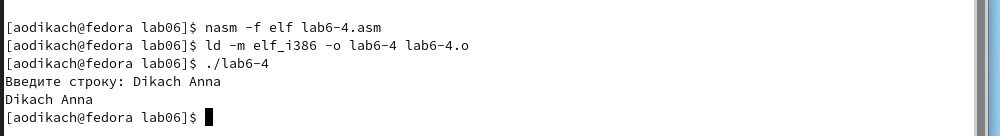 [aodikach@fedora lab06]$ nasm -f elf lab6-4.asm
[aodikach@fedora lab06]$ ld -m elf_i386 -o lab6-4 lab6-4.o
[aodikach@fedora lab06]$ ./lab6-4
Введите строку: Dikach Anna
Dikach Anna
[aodikach@fedora lab06]$